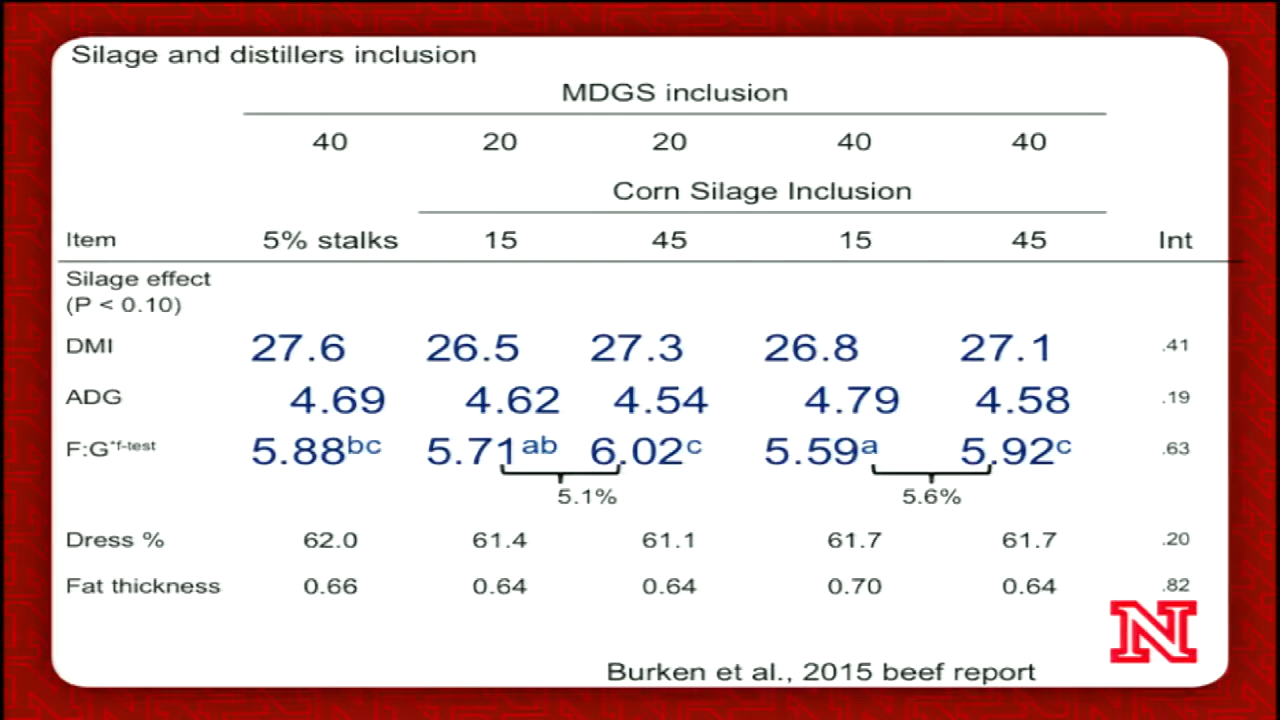 Silage and distillers inclusion
MDGS inclusion
40 20 20 40 40
Corn Silage Inclusion
Item 5% stalks 15 45 15 45 Int
Silage effect
(P < 0.10)
DMI 27.6 26.5 27.3 26.8 27.1 .41
ADG 4.69 4.62 4.54 4.79 4.58 .19
F:G*f-test 5.88bc 5.71ab 6.02c 5.59a 5.92c .63
5.1% 5.6%
Dress % 62.0 61.4 61.1 61.7 61.7 .20
Fat thickness 0.66 0.64 0.64 0.70 0.64 .82
N
Burken et al., 2015 beef report